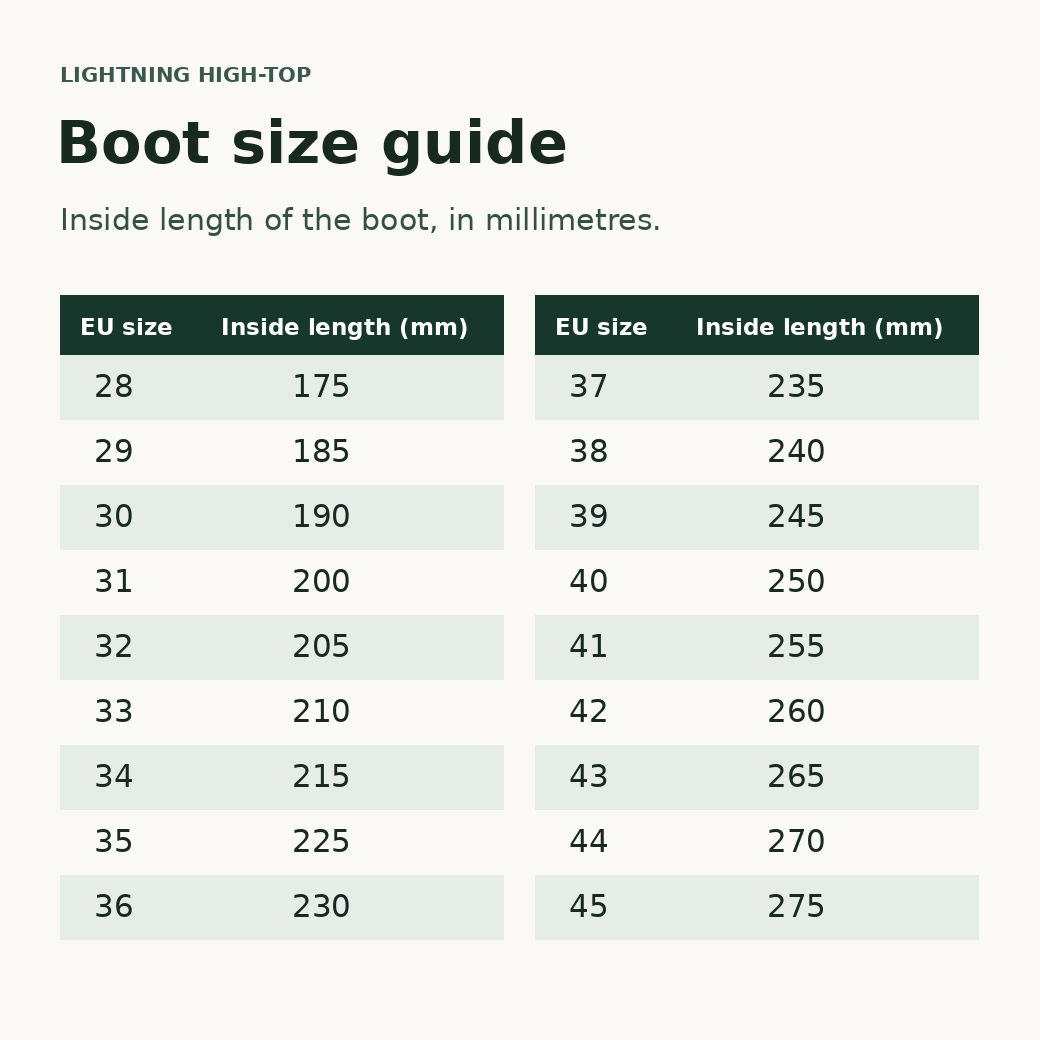 LIGHTNING HIGH-TOP
Boot size guide
Inside length of the boot, in millimetres.
EU size Inside length (mm) EU size Inside length (mm)
28 175 37 235
29 185 38 240
30 190 39 245
31 200 40 250
32 205 41 255
33 210 42 260
34 215 43 265
35 225 44 270
36 230 45 275